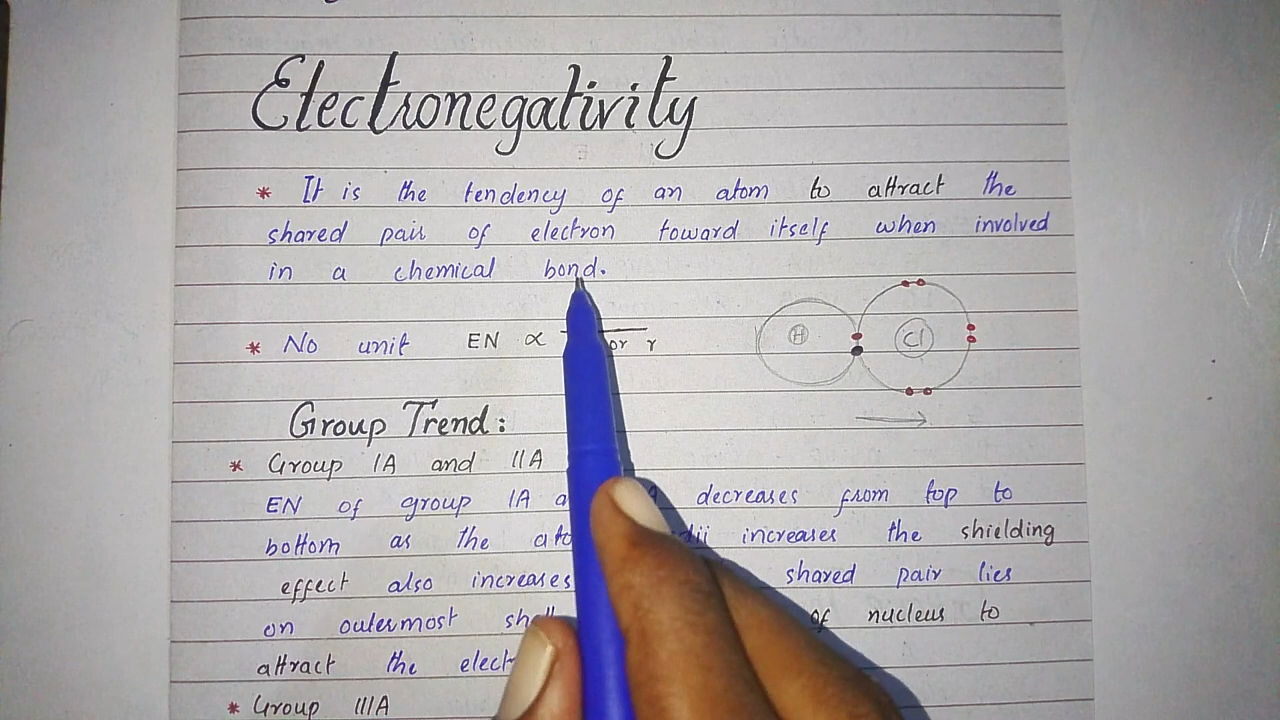 Electronegativity
* It is the tendency of an atom to attract the
shared pair of electron toward itself when involved
in a chemical bond.
* No unit EN ∝ or r
H Cl
Group Trend:
* Group IA and IIA
EN of group IA decreases from top to
bottom as the increases the shielding
effect also increases shared pair lies
on outermost of nucleus to
attract the
* Group IIIA